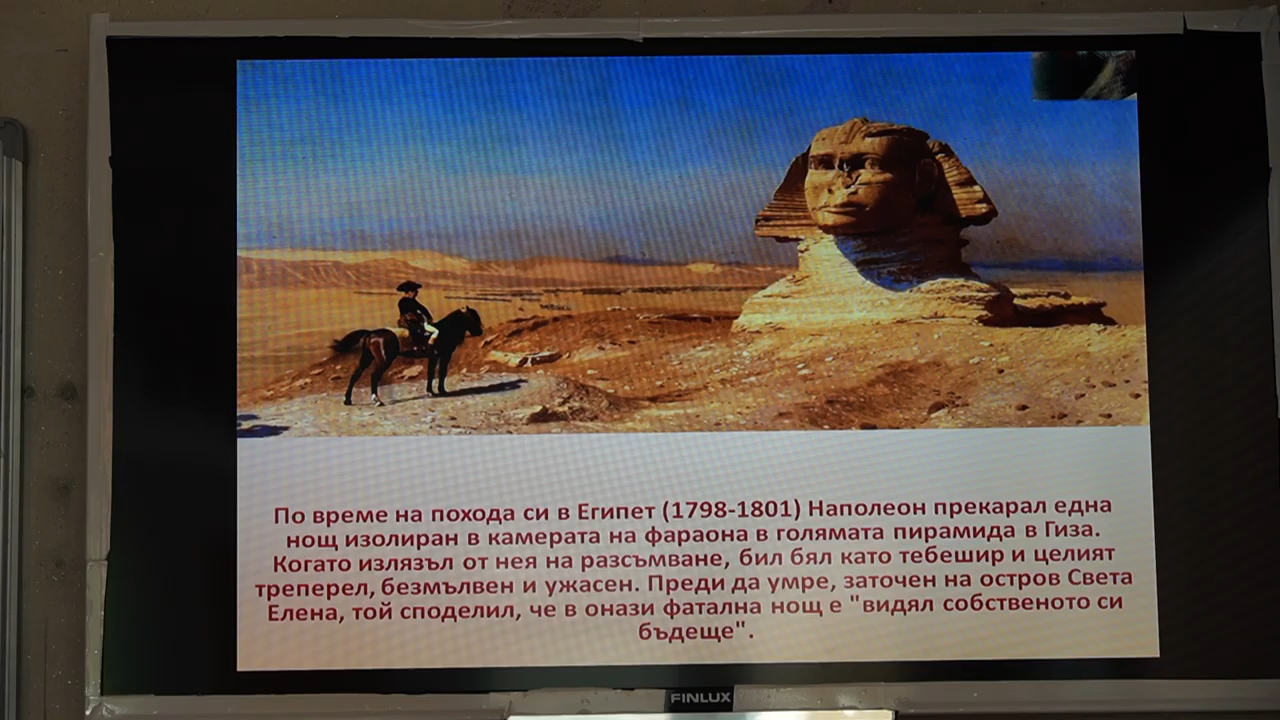 По време на похода си в Египет (1798-1801) Наполеон прекарал една
нощ изолиран в камерата на фараона в голямата пирамида в Гиза.
Когато излязъл от нея на разсъмване, бил бял като тебешир и целият
треперел, безмълвен и ужасен. Преди да умре, заточен на остров Света
Елена, той споделил, че в онази фатална нощ е "видял собственото си
бъдеще".
FINLUX